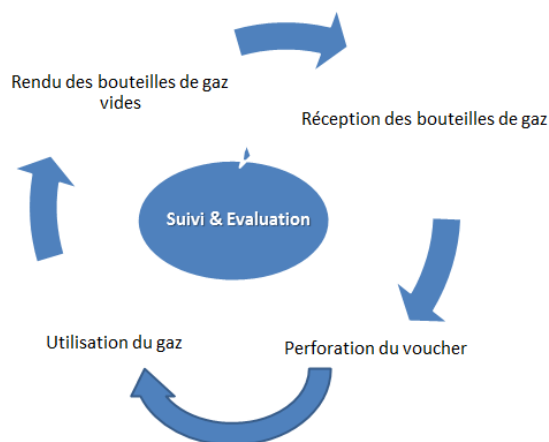 Rendu des bouteilles de gaz
vides
Réception des bouteilles de gaz
Suivi & Evaluation
Utilisation du gaz
Perforation du voucher